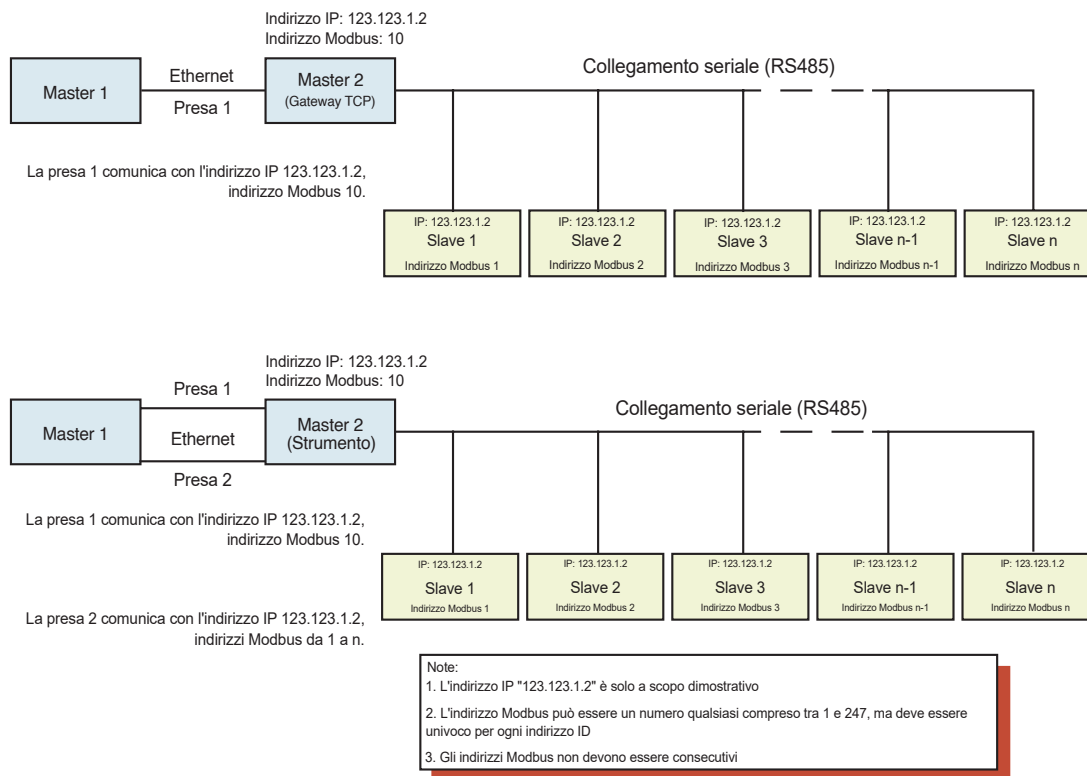 Indirizzo IP: 123.123.1.2
Indirizzo Modbus: 10
Master 1
Ethernet
Presa 1
Master 2
(Gateway TCP)
Collegamento seriale (RS485)
La presa 1 comunica con l'indirizzo IP 123.123.1.2,
indirizzo Modbus 10.
IP: 123.123.1.2
Slave 1
Indirizzo Modbus 1
IP: 123.123.1.2
Slave 2
Indirizzo Modbus 2
IP: 123.123.1.2
Slave 3
Indirizzo Modbus 3
IP: 123.123.1.2
Slave n-1
Indirizzo Modbus n-1
IP: 123.123.1.2
Slave n
Indirizzo Modbus n
Indirizzo IP: 123.123.1.2
Indirizzo Modbus: 10
Master 1
Presa 1
Ethernet
Presa 2
Master 2
(Strumento)
Collegamento seriale (RS485)
La presa 1 comunica con l'indirizzo IP 123.123.1.2,
indirizzo Modbus 10.
La presa 2 comunica con l'indirizzo IP 123.123.1.2,
indirizzi Modbus da 1 a n.
IP: 123.123.1.2
Slave 1
Indirizzo Modbus 1
IP: 123.123.1.2
Slave 2
Indirizzo Modbus 2
IP: 123.123.1.2
Slave 3
Indirizzo Modbus 3
IP: 123.123.1.2
Slave n-1
Indirizzo Modbus n-1
IP: 123.123.1.2
Slave n
Indirizzo Modbus n
Note:
1. L'indirizzo IP "123.123.1.2" è solo a scopo dimostrativo
2. L'indirizzo Modbus può essere un numero qualsiasi compreso tra 1 e 247, ma deve essere
univoco per ogni indirizzo ID
3. Gli indirizzi Modbus non devono essere consecutivi